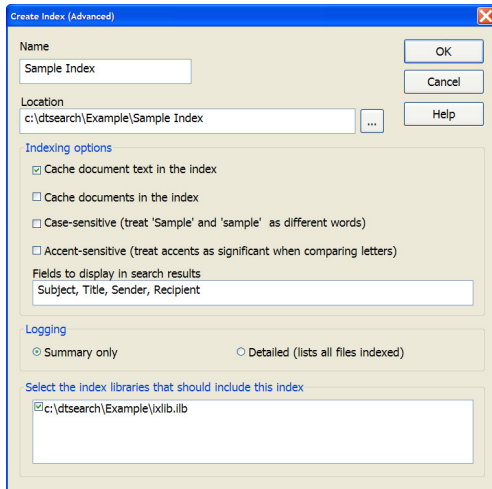 Create Index (Advanced)
Name
OK
Sample Index
Cancel
Location
Help
c:\dtsearch\Example\Sample Index
...
Indexing options
Cache document text in the index
Cache documents in the index
Case-sensitive (treat 'Sample' and 'sample' as different words)
Accent-sensitive (treat accents as significant when comparing letters)
Fields to display in search results
Subject, Title, Sender, Recipient
Logging
Summary only
Detailed (lists all files indexed)
Select the index libraries that should include this index
c:\dtsearch\Example\ixlib.ilb